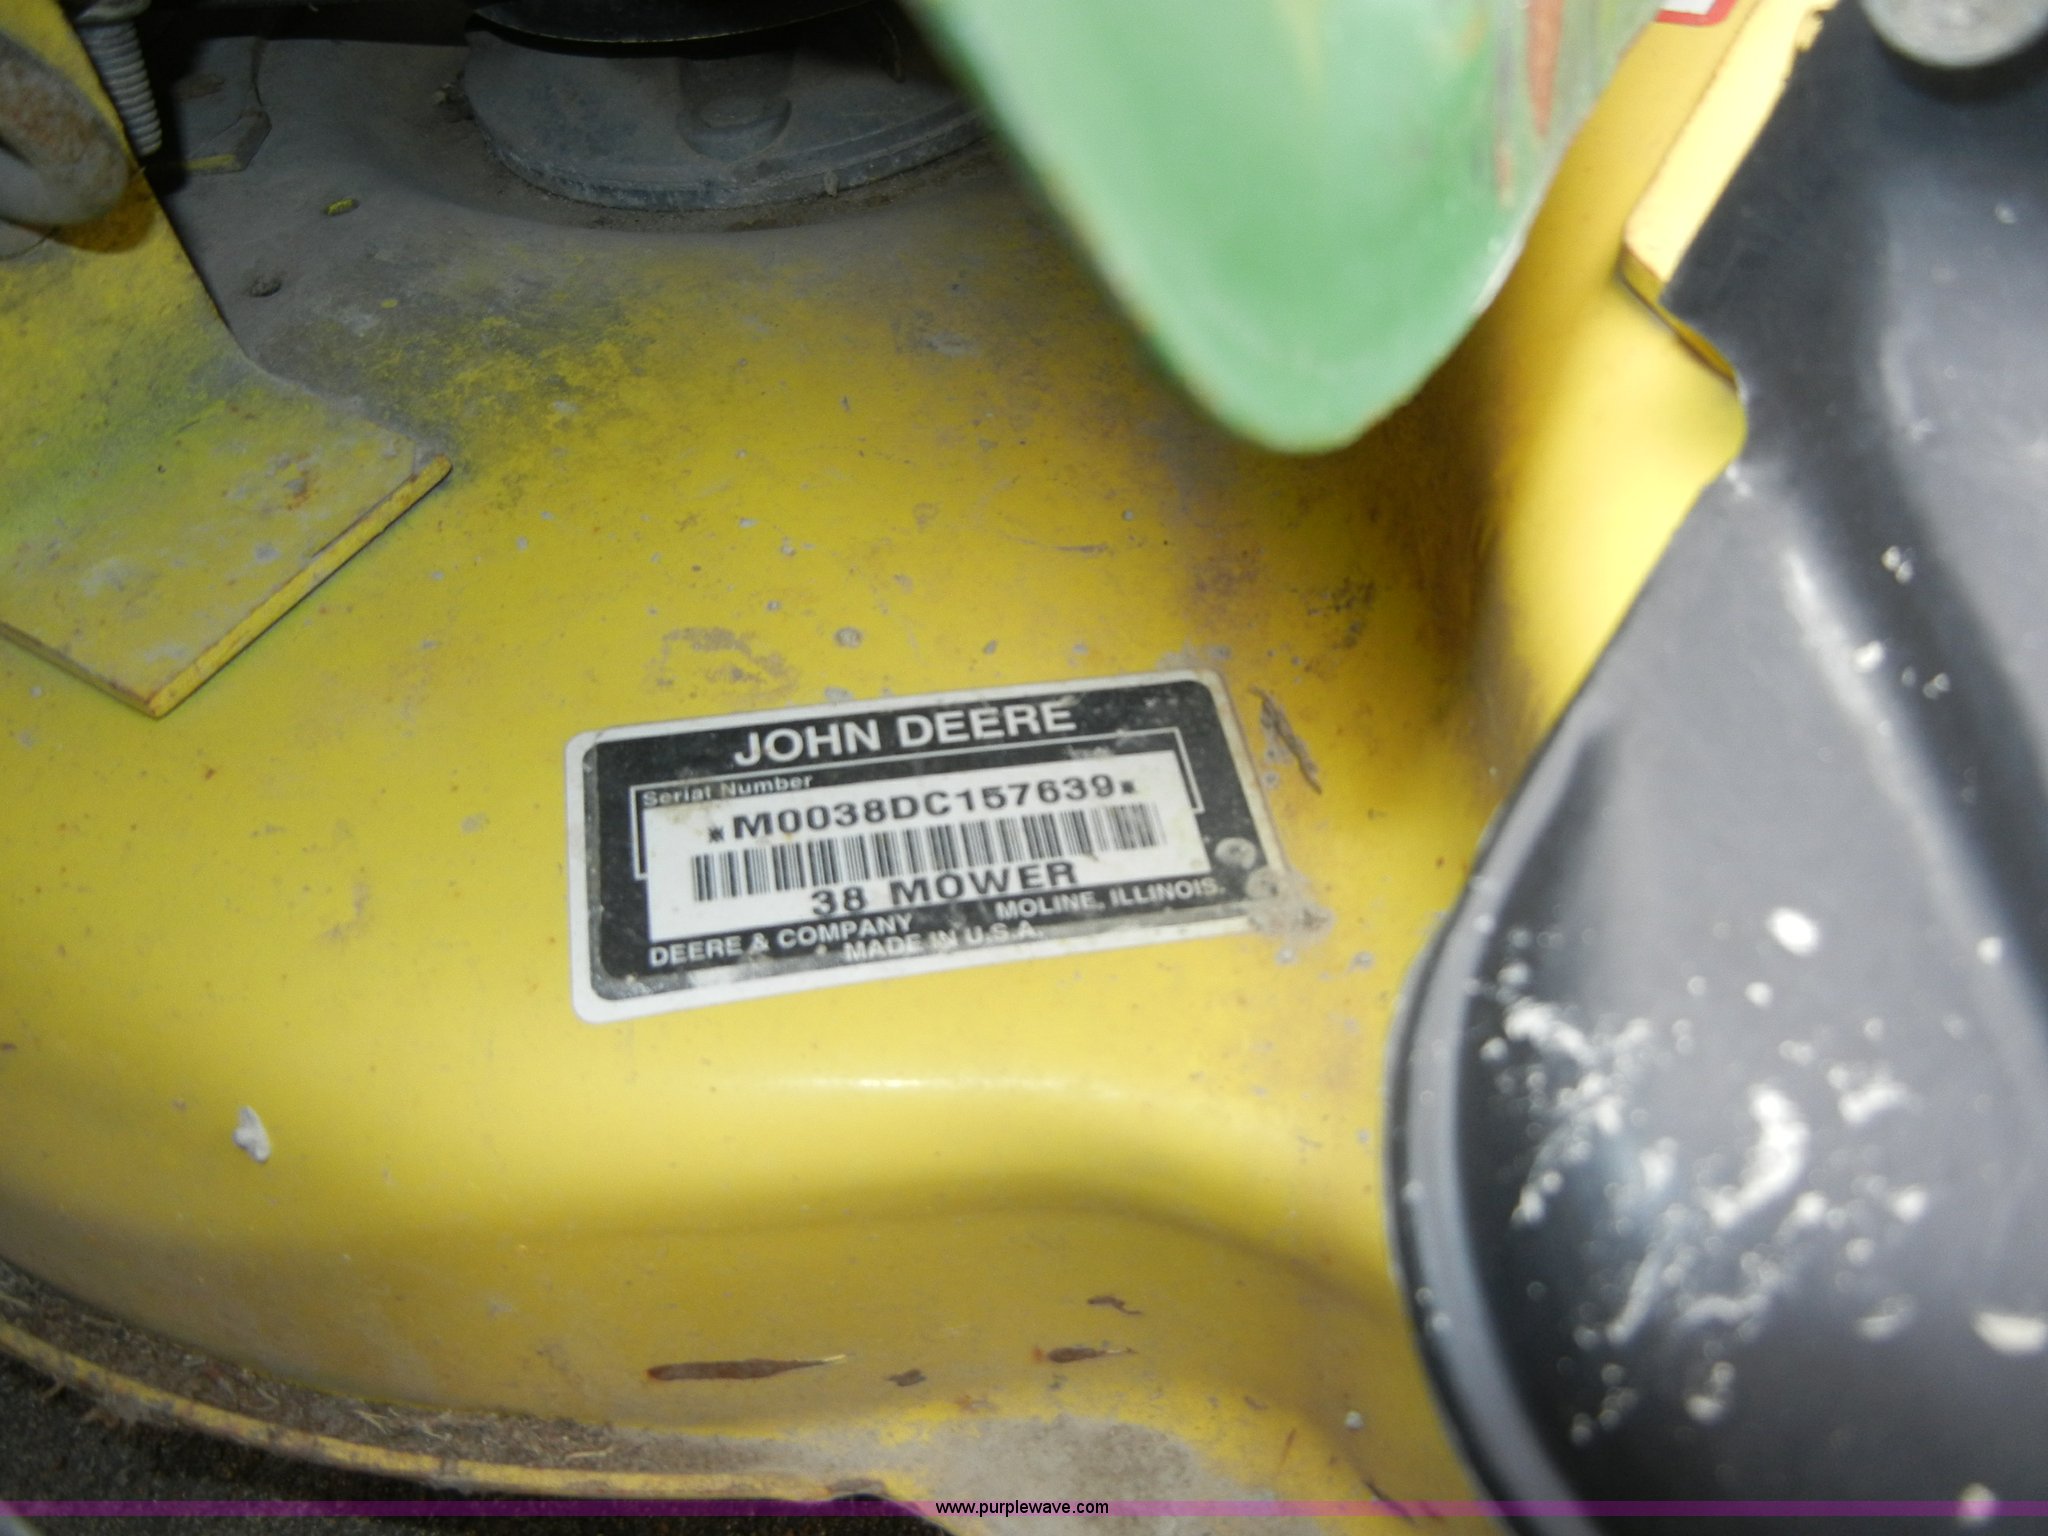 JOHN DEERE
Serial Number
*M0038DC157639*
38 MOWER
DEERE & COMPANY MOLINE, ILLINOIS.
MADE IN U.S.A.
www.purplewave.com